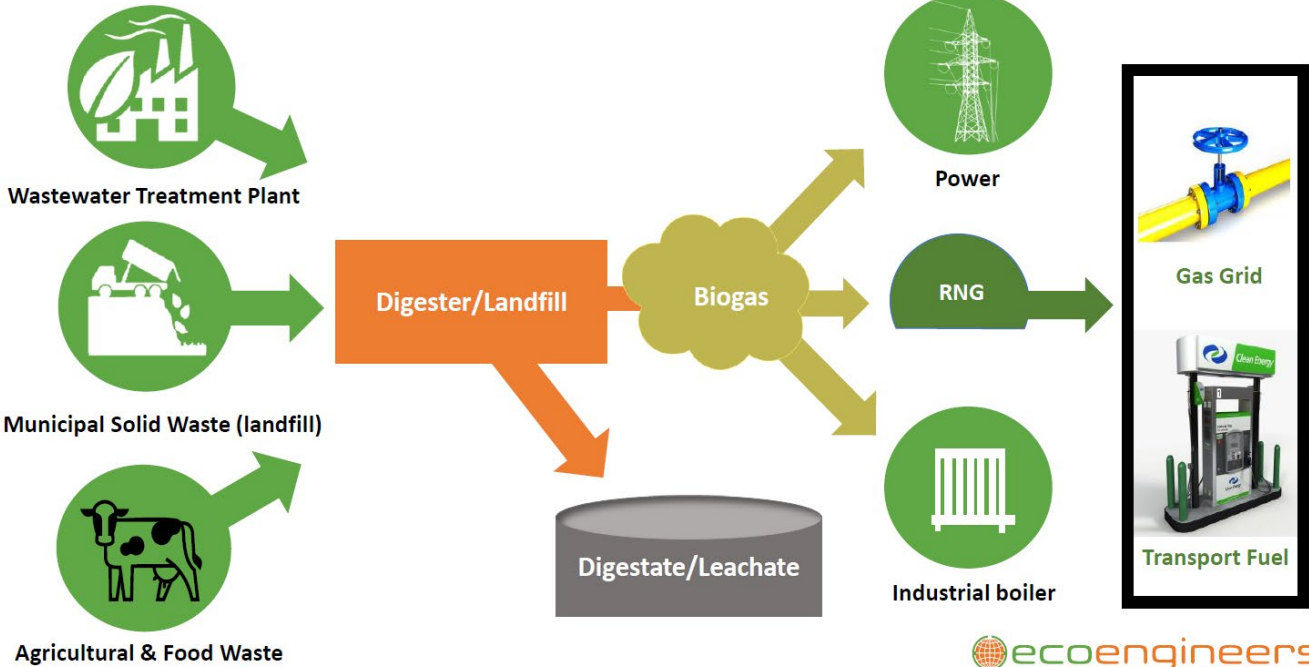 Wastewater Treatment Plant
Municipal Solid Waste (landfill)
Agricultural & Food Waste
Digester/Landfill
Biogas
Digestate/Leachate
Power
RNG
Industrial boiler
Gas Grid
Clean Energy
1
Transport Fuel
ecoengineers